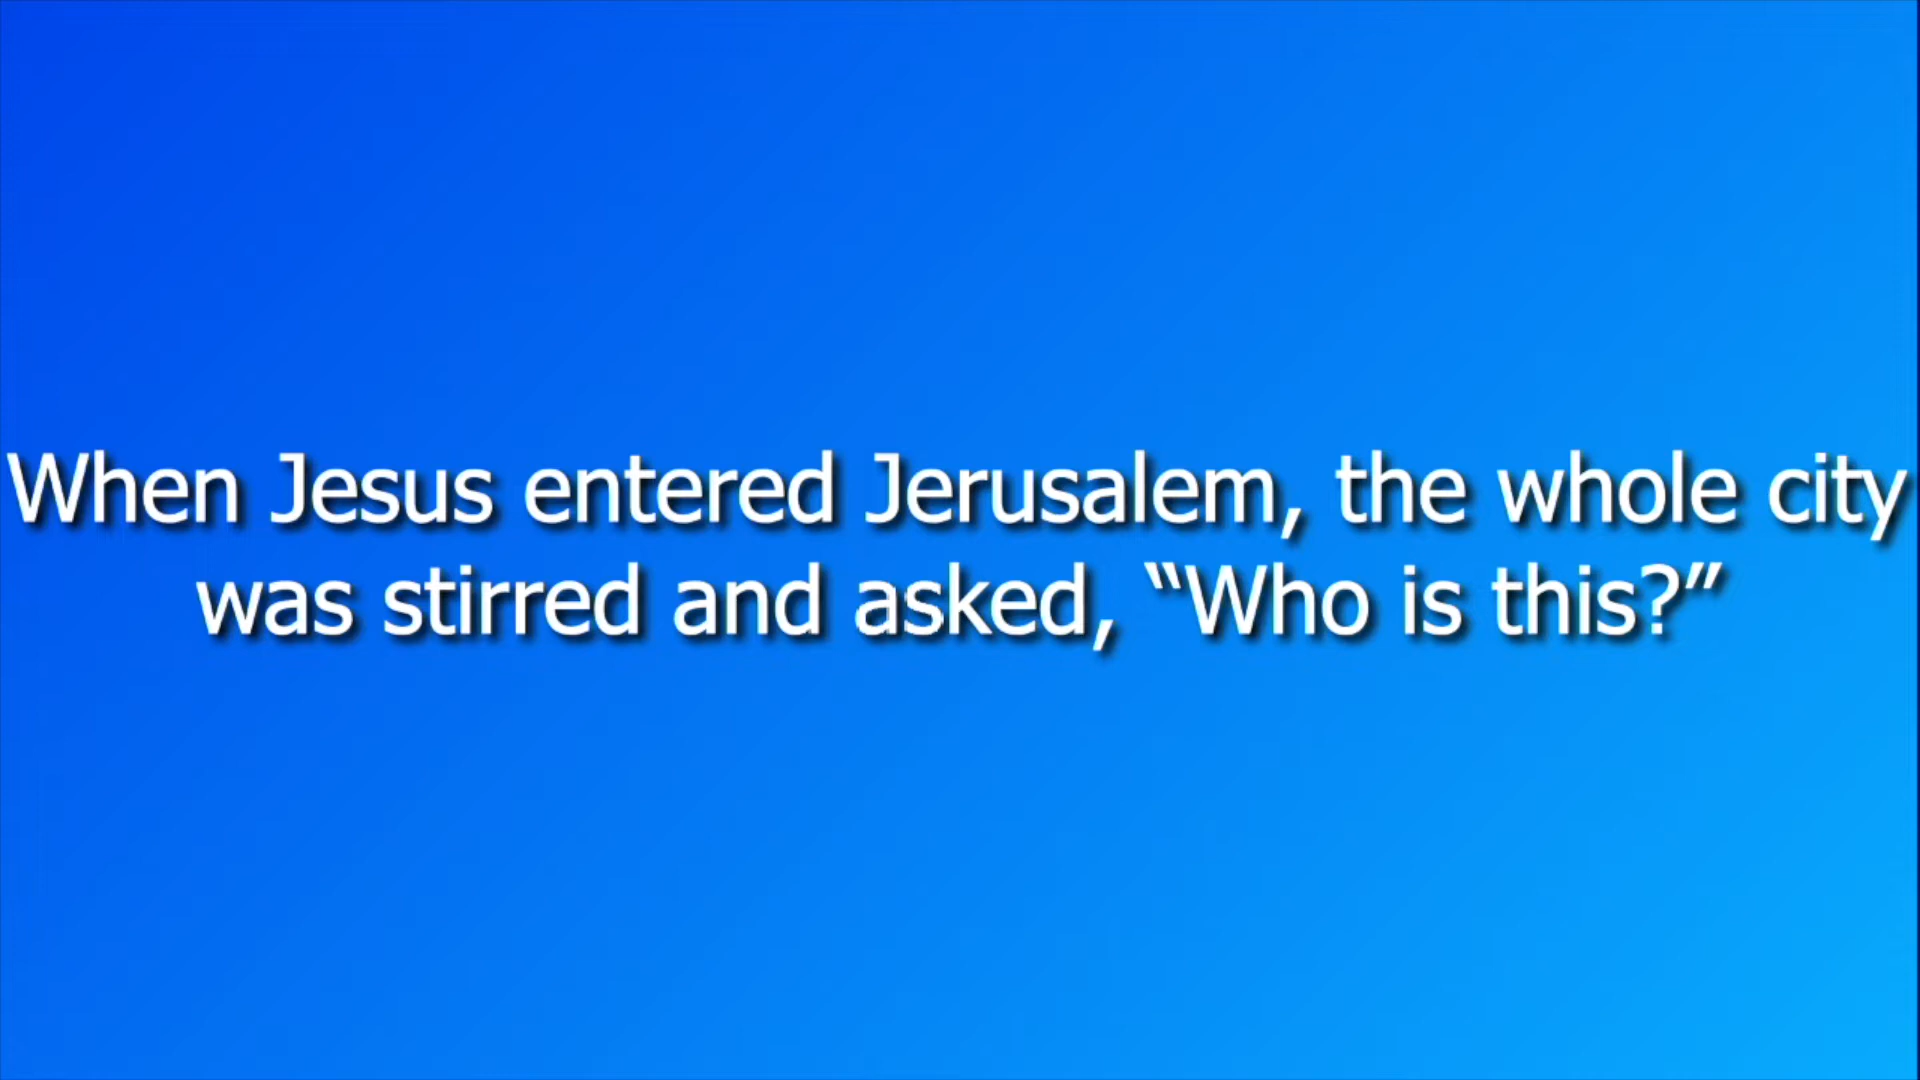 When Jesus entered Jerusalem, the whole city
was stirred and asked, “Who is this?”